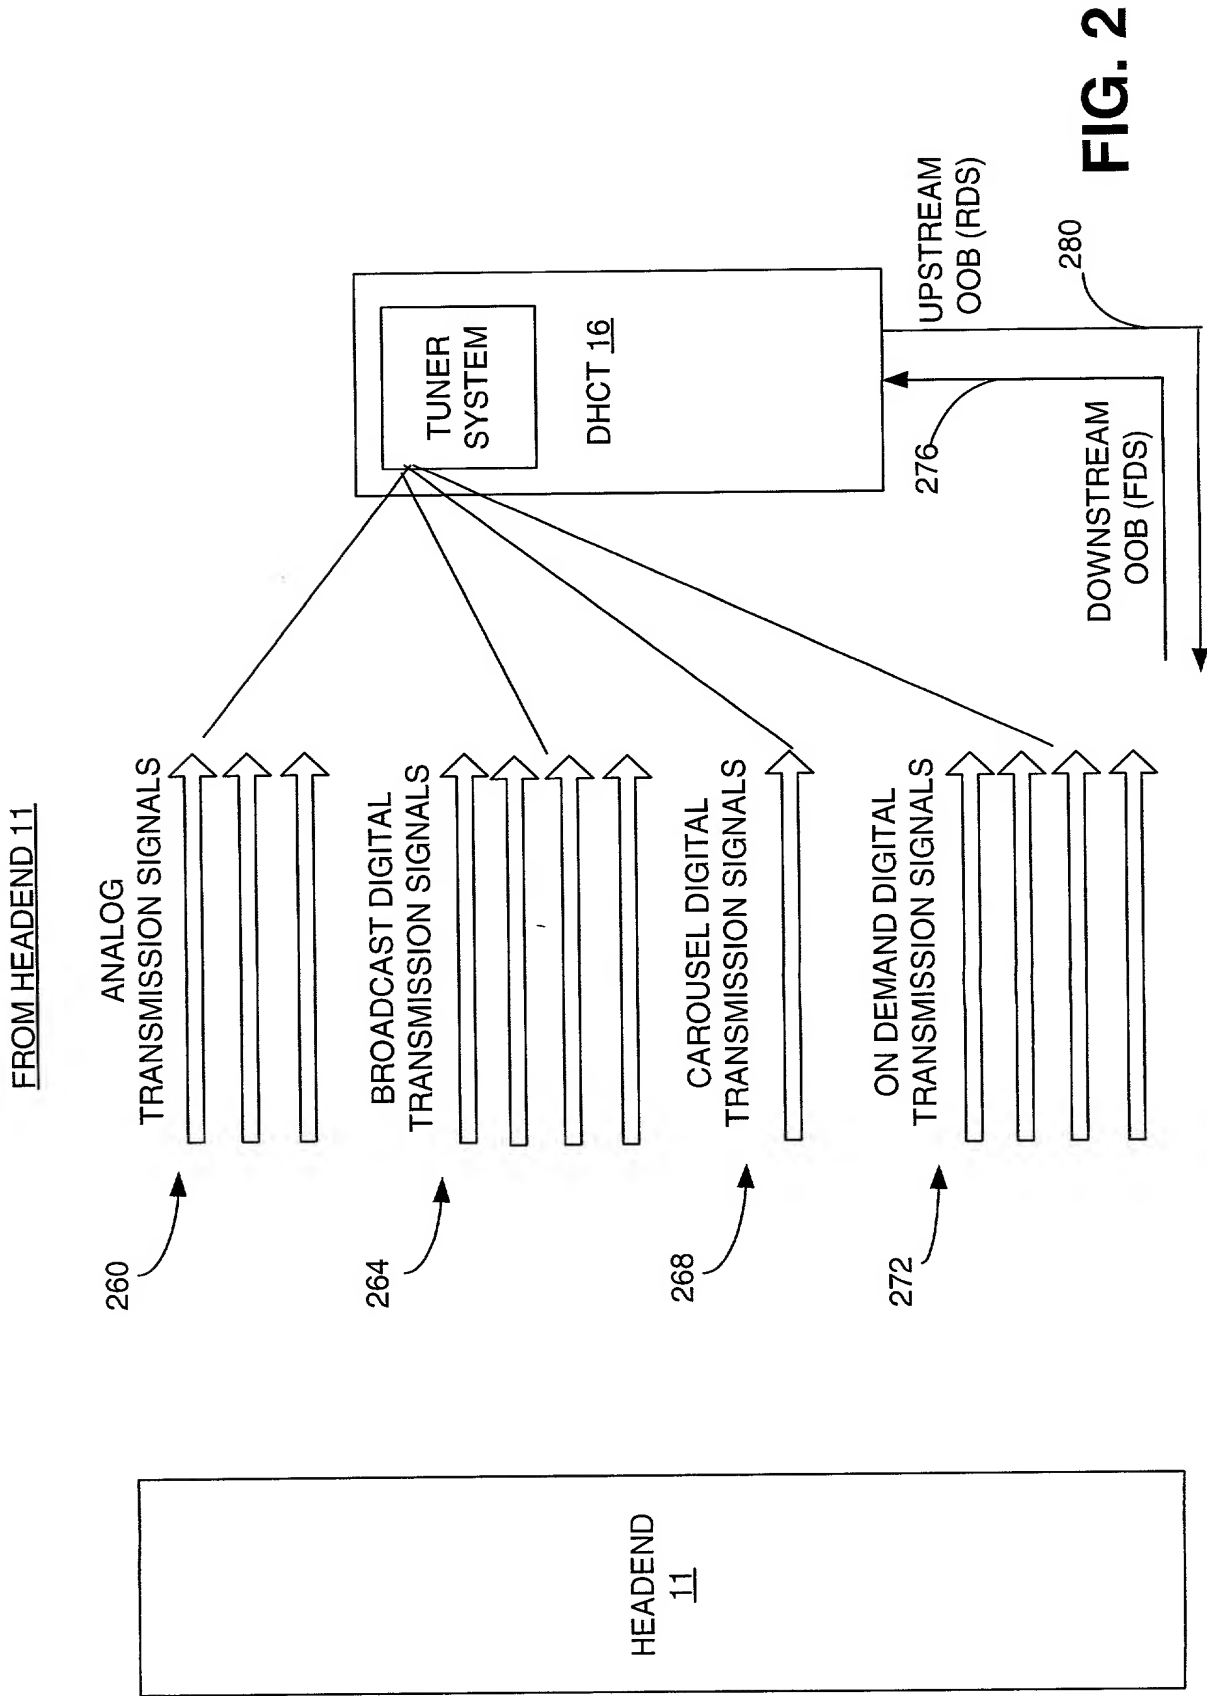 FROM HEADEND 11
ANALOG
TRANSMISSION SIGNALS
260
BROADCAST DIGITAL
TRANSMISSION SIGNALS
264
CAROUSEL DIGITAL
TRANSMISSION SIGNALS
268
ON DEMAND DIGITAL
TRANSMISSION SIGNALS
272
HEADEND
11
TUNER
SYSTEM
DHCT 16
UPSTREAM
OOB (RDS)
280
276
DOWNSTREAM
OOB (FDS)
FIG. 2